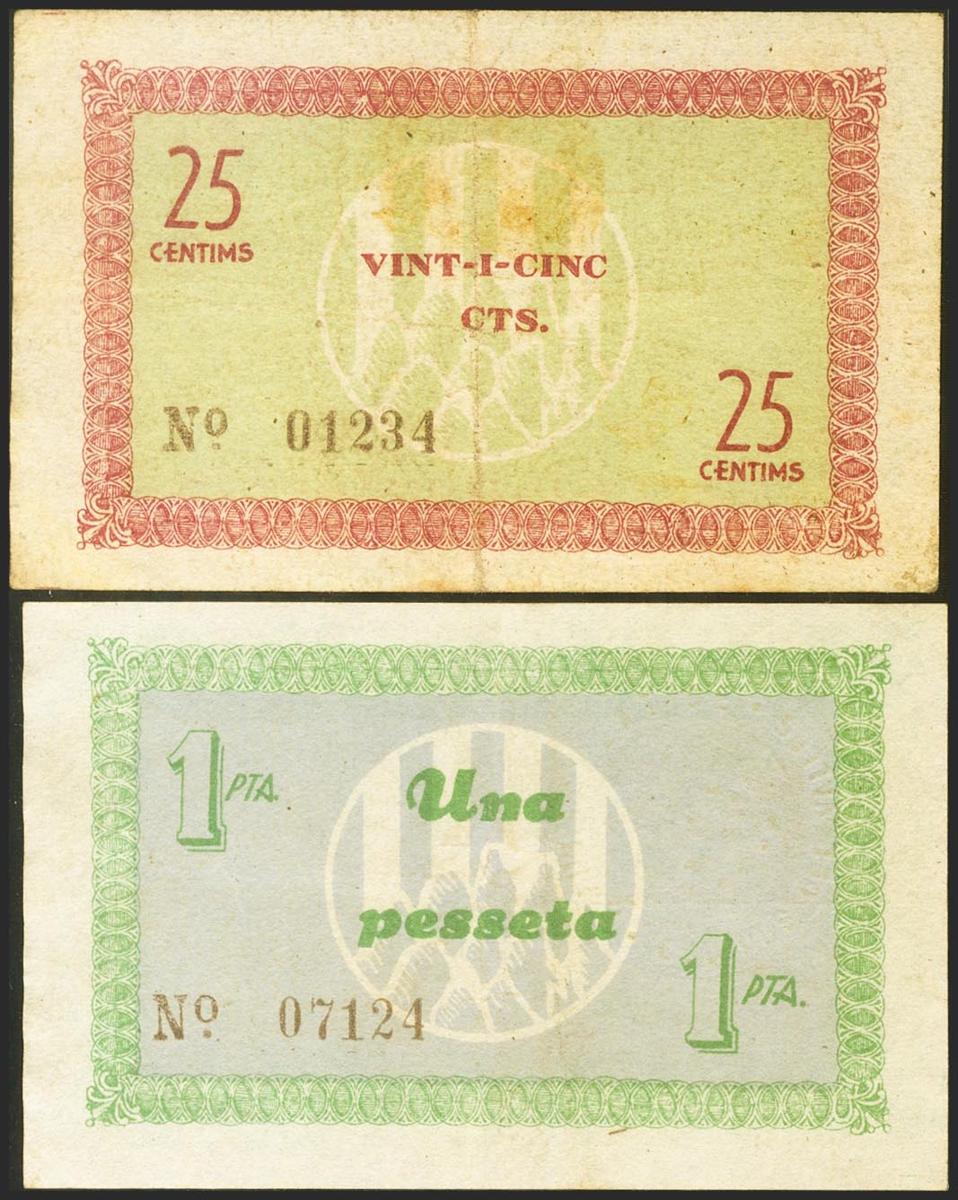 25
CENTIMS
VINT-I-CINC
CTS.
Nº 01234
25
CENTIMS
1 PTA.
Una
pesseta
Nº 07124
1 PTA.